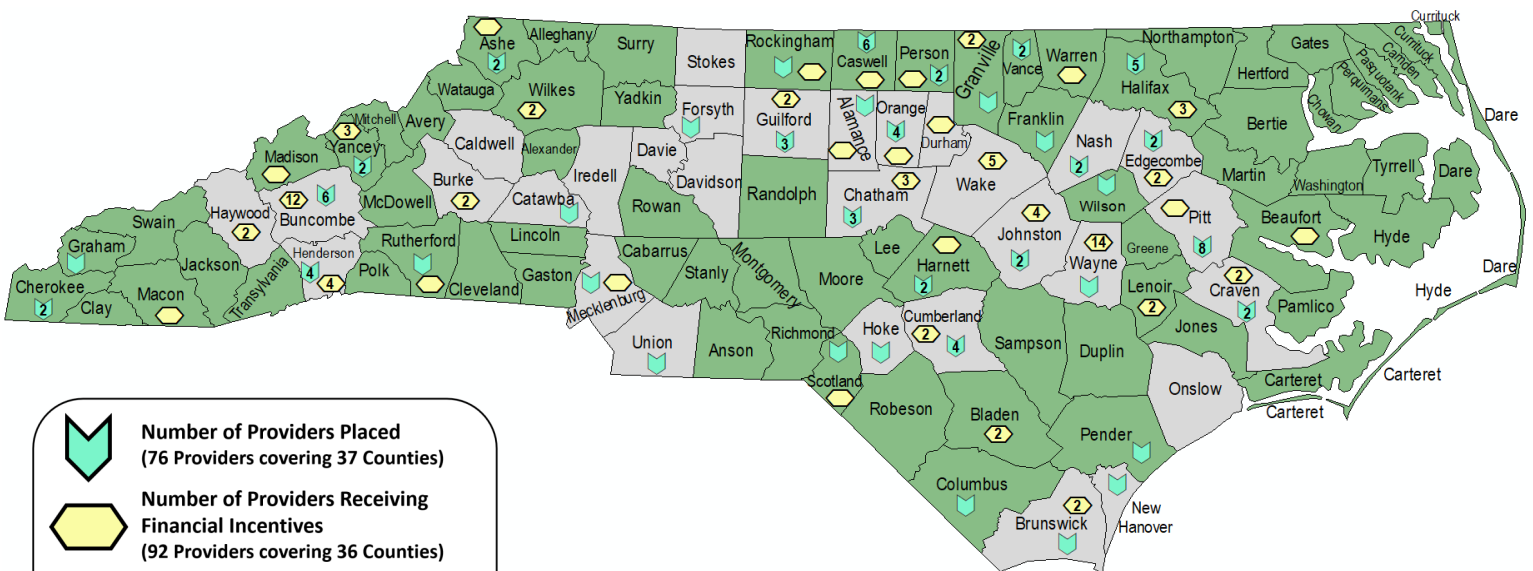 Currituck
Ashe
2
Alleghany
Surry
Stokes
Rockingham
6
Caswell
Person
2
2
Granville
2
Vance
Warren
Northampton
5
Halifax
3
Gates
Hertford
Currituck
Camden
Pasquotank
Perquimans
Chowan
Bertie
Dare
Watauga
Wilkes
2
Yadkin
Forsyth
2
Guilford
3
Alamance
Orange
4
Durham
Franklin
Nash
2
2
Edgecombe
2
Martin
Washington
Tyrrell
Dare
3
Mitchell
Yancey
2
Avery
Caldwell
Alexander
Iredell
Davie
Davidson
Randolph
3
Chatham
3
5
Wake
Wilson
Madison
12
6
Buncombe
McDowell
Burke
2
Catawba
Rowan
4
Johnston
2
14
Wayne
Greene
Pitt
8
Beaufort
Hyde
Swain
Haywood
2
Graham
Jackson
Henderson
4
4
Rutherford
Polk
Lincoln
Cleveland
Gaston
Cabarrus
Stanly
Montgomery
Moore
Lee
Harnett
2
Lenoir
2
2
Craven
2
Pamlico
Dare
Hyde
Cherokee
2
Clay
Macon
Transylvania
Mecklenburg
Union
Anson
Richmond
Hoke
Cumberland
2
4
Sampson
Duplin
Jones
Onslow
Carteret
Carteret
Carteret
Scotland
Robeson
Bladen
2
Pender
Columbus
2
Brunswick
New
Hanover
Number of Providers Placed
(76 Providers covering 37 Counties)
Number of Providers Receiving
Financial Incentives
(92 Providers covering 36 Counties)